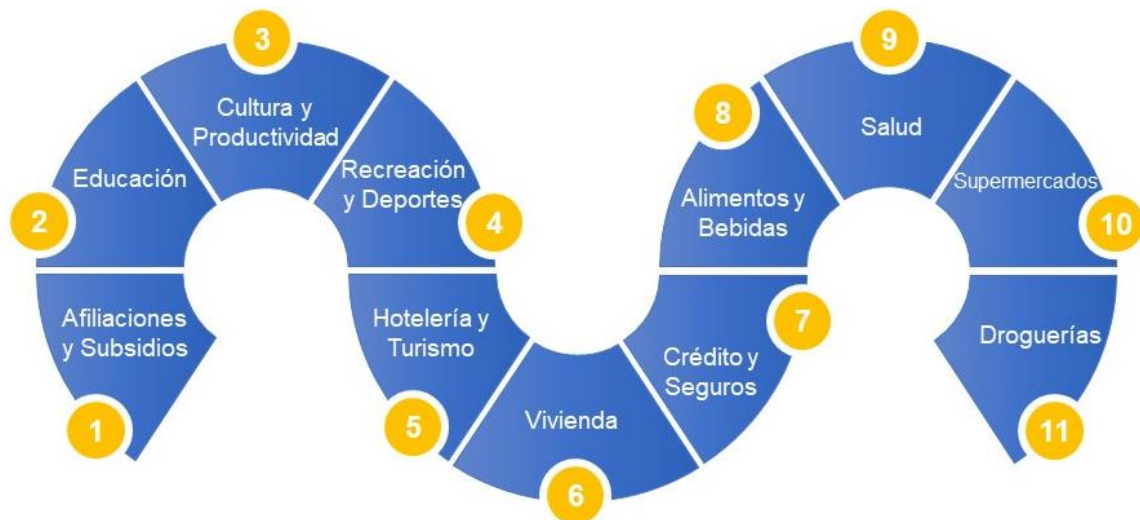 1
Afiliaciones
y Subsidios
2
Educación
3
Cultura y
Productividad
4
Recreación
y Deportes
5
Hotelería y
Turismo
6
Vivienda
7
Crédito y
Seguros
8
Alimentos y
Bebidas
9
Salud
10
Supermercados
11
Droguerías